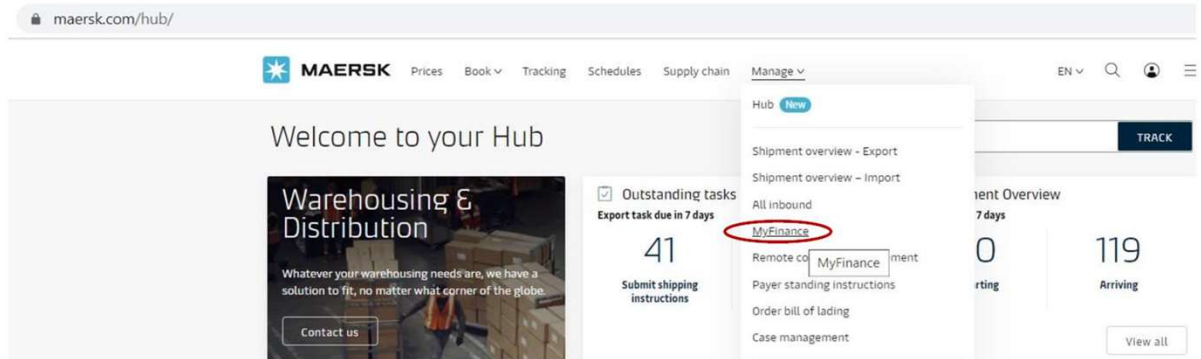 maersk.com/hub/
MAERSK Prices Book Tracking Schedules Supply chain Manage EN
Hub New
Welcome to your Hub
TRACK
Shipment overview - Export
Shipment overview – Import
All inbound
MyFinance
Remote co
MyFinance
ment
Payer standing instructions
Order bill of lading
Case management
Warehousing &
Distribution
Whatever your warehousing needs are, we have a
solution to fit, no matter what corner of the globe.
Contact us
Outstanding tasks
Export task due in 7 days
41
Submit shipping
instructions
ment Overview
7 days
0
rting
119
Arriving
View all